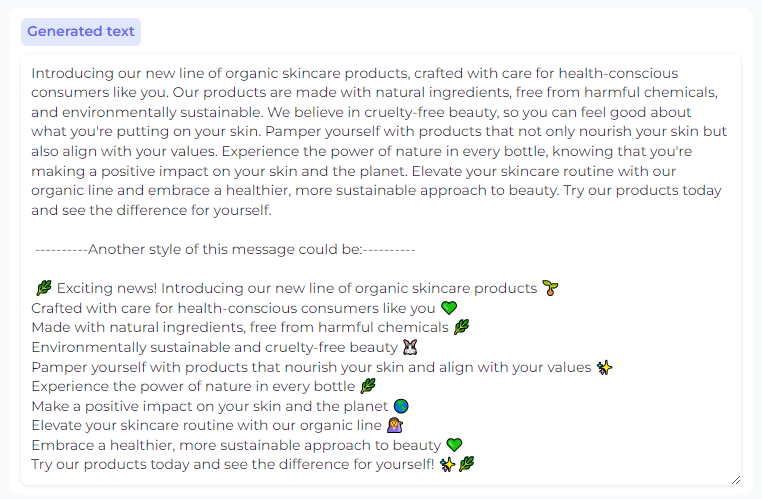 Generated text
Introducing our new line of organic skincare products, crafted with care for health-conscious
consumers like you. Our products are made with natural ingredients, free from harmful chemicals,
and environmentally sustainable. We believe in cruelty-free beauty, so you can feel good about
what you're putting on your skin. Pamper yourself with products that not only nourish your skin but
also align with your values. Experience the power of nature in every bottle, knowing that you're
making a positive impact on your skin and the planet. Elevate your skincare routine with our
organic line and embrace a healthier, more sustainable approach to beauty. Try our products today
and see the difference for yourself.
----------Another style of this message could be:----------
🌿 Exciting news! Introducing our new line of organic skincare products 🌱
Crafted with care for health-conscious consumers like you 💚
Made with natural ingredients, free from harmful chemicals 🌿
Environmentally sustainable and cruelty-free beauty 🐰
Pamper yourself with products that nourish your skin and align with your values ✨
Experience the power of nature in every bottle 🌿
Make a positive impact on your skin and the planet 🌎
Elevate your skincare routine with our organic line 💆‍♀️
Embrace a healthier, more sustainable approach to beauty 💚
Try our products today and see the difference for yourself! ✨🌿